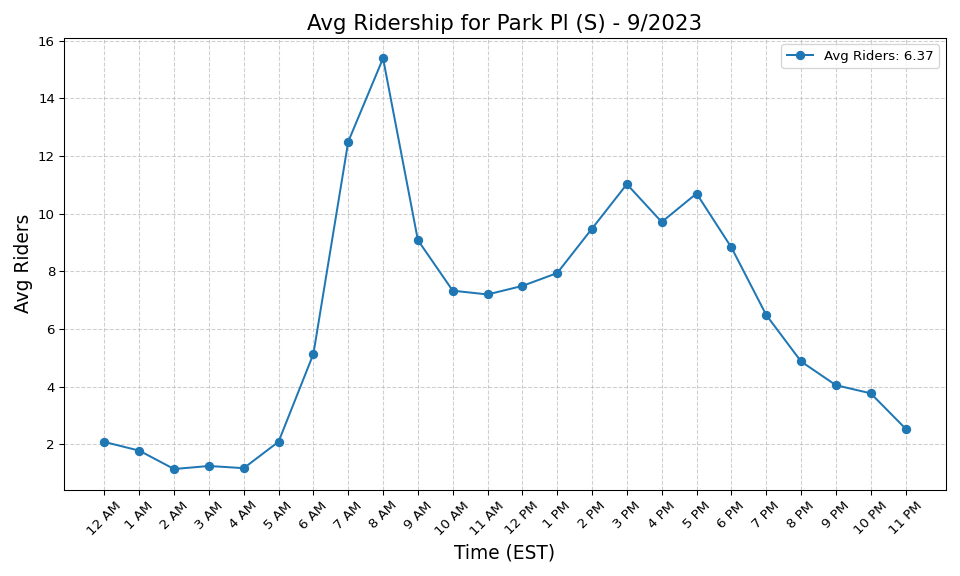 Avg Ridership for Park Pl (S) - 9/2023
Avg Riders: 6.37
Avg Riders
16
14
12
10
8
6
4
2
12 AM
1 AM
2 AM
3 AM
4 AM
5 AM
6 AM
7 AM
8 AM
9 AM
10 AM
11 AM
12 PM
1 PM
2 PM
3 PM
4 PM
5 PM
6 PM
7 PM
8 PM
9 PM
10 PM
11 PM
Time (EST)